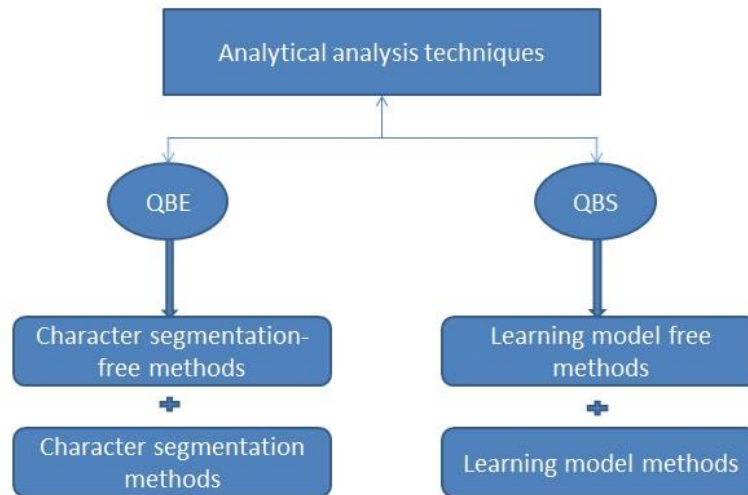 Analytical analysis techniques
QBE
QBS
Character segmentation-
free methods
+
Character segmentation
methods
Learning model free
methods
+
Learning model methods